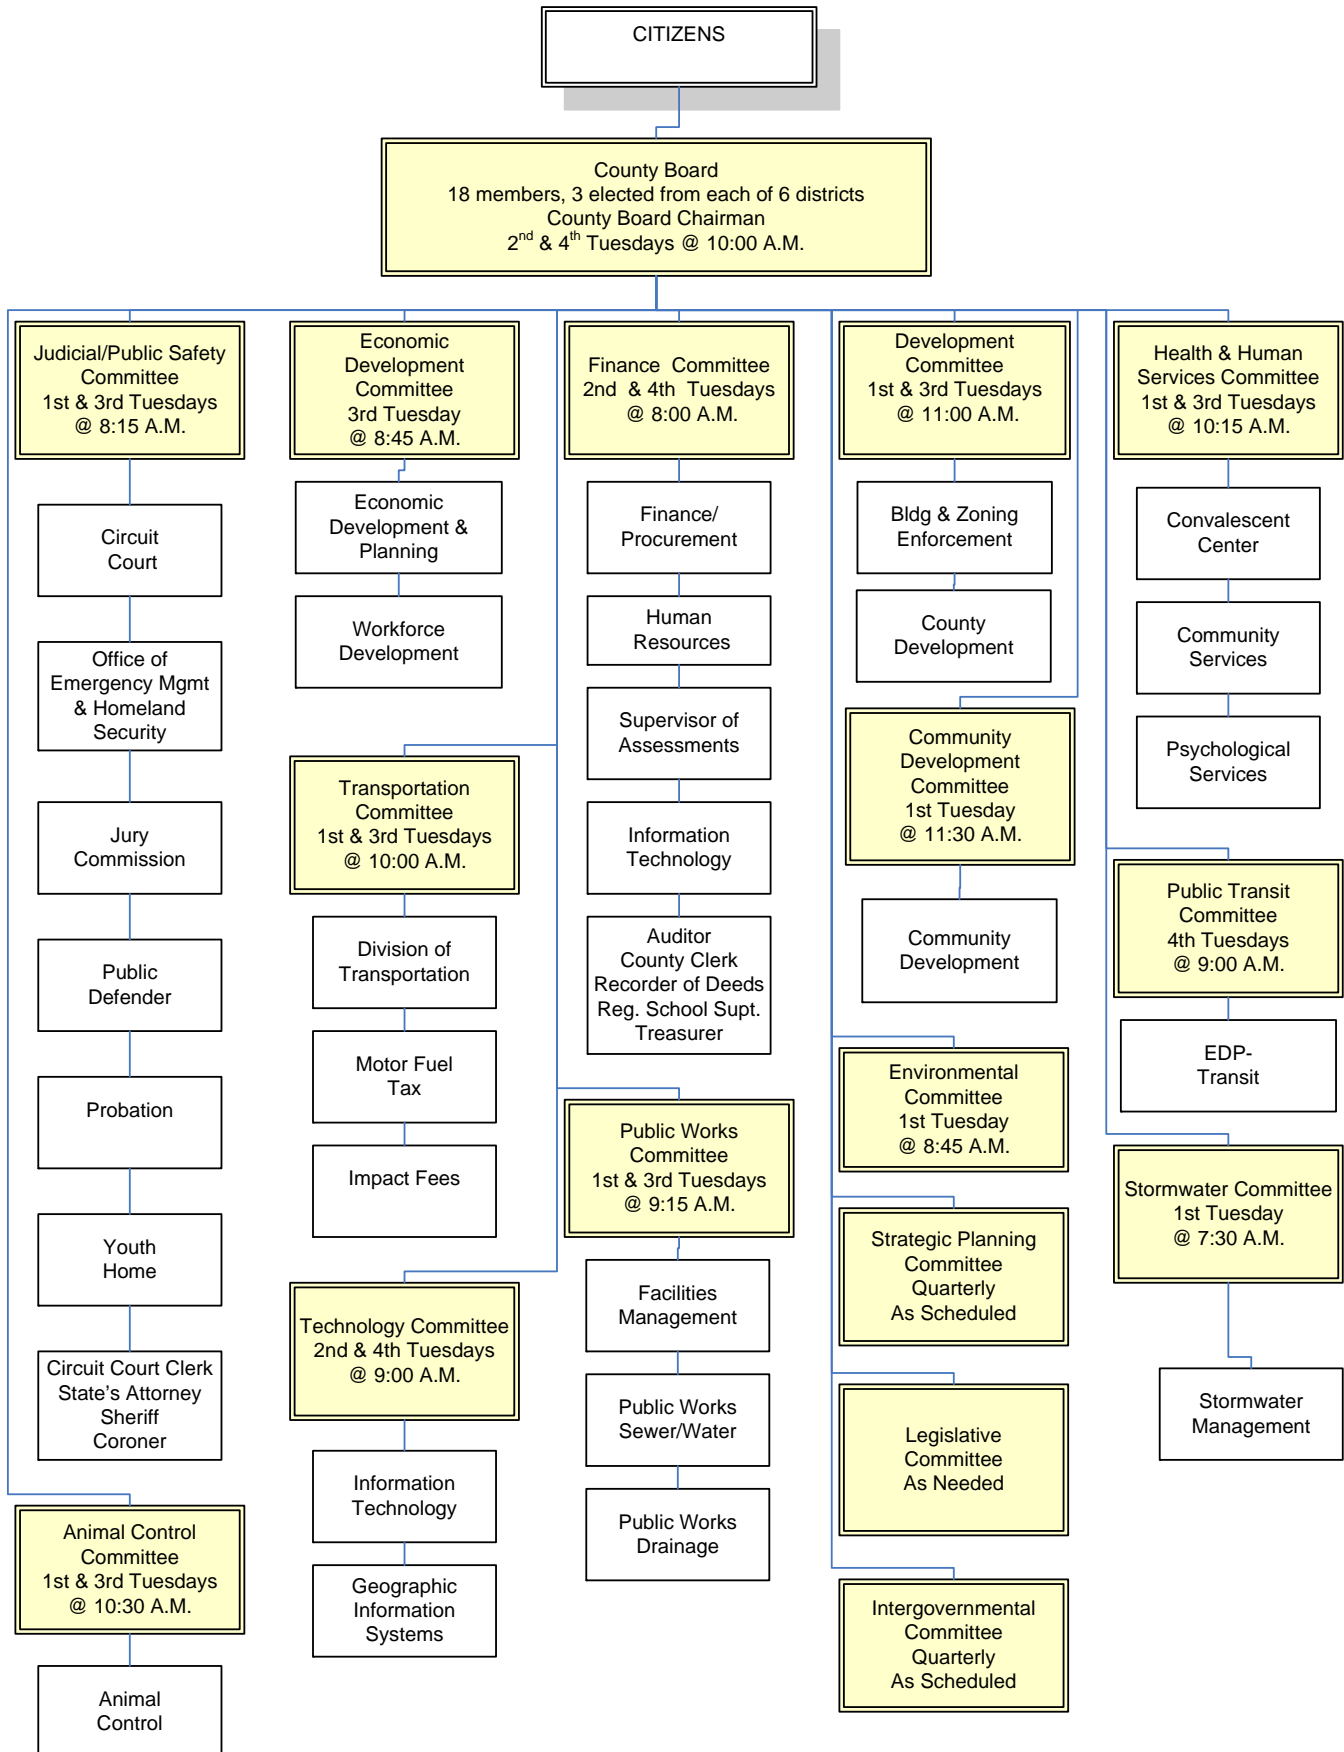 CITIZENS
County Board
18 members, 3 elected from each of 6 districts
County Board Chairman
2nd & 4th Tuesdays @ 10:00 A.M.
Judicial/Public Safety
Committee
1st & 3rd Tuesdays
@ 8:15 A.M.
Circuit
Court
Office of
Emergency Mgmt
& Homeland
Security
Jury
Commission
Public
Defender
Probation
Youth
Home
Circuit Court Clerk
State’s Attorney
Sheriff
Coroner
Animal Control
Committee
1st & 3rd Tuesdays
@ 10:30 A.M.
Animal
Control
Economic
Development
Committee
3rd Tuesday
@ 8:45 A.M.
Economic
Development &
Planning
Workforce
Development
Transportation
Committee
1st & 3rd Tuesdays
@ 10:00 A.M.
Division of
Transportation
Motor Fuel
Tax
Impact Fees
Technology Committee
2nd & 4th Tuesdays
@ 9:00 A.M.
Information
Technology
Geographic
Information
Systems
Finance Committee
2nd & 4th Tuesdays
@ 8:00 A.M.
Finance/
Procurement
Human
Resources
Supervisor of
Assessments
Information
Technology
Auditor
County Clerk
Recorder of Deeds
Reg. School Supt.
Treasurer
Public Works
Committee
1st & 3rd Tuesdays
@ 9:15 A.M.
Facilities
Management
Public Works
Sewer/Water
Public Works
Drainage
Development
Committee
1st & 3rd Tuesdays
@ 11:00 A.M.
Bldg & Zoning
Enforcement
County
Development
Community
Development
Committee
1st Tuesday
@ 11:30 A.M.
Community
Development
Environmental
Committee
1st Tuesday
@ 8:45 A.M.
Strategic Planning
Committee
Quarterly
As Scheduled
Legislative
Committee
As Needed
Intergovernmental
Committee
Quarterly
As Scheduled
Health & Human
Services Committee
1st & 3rd Tuesdays
@ 10:15 A.M.
Convalescent
Center
Community
Services
Psychological
Services
Public Transit
Committee
4th Tuesdays
@ 9:00 A.M.
EDP-
Transit
Stormwater Committee
1st Tuesday
@ 7:30 A.M.
Stormwater
Management